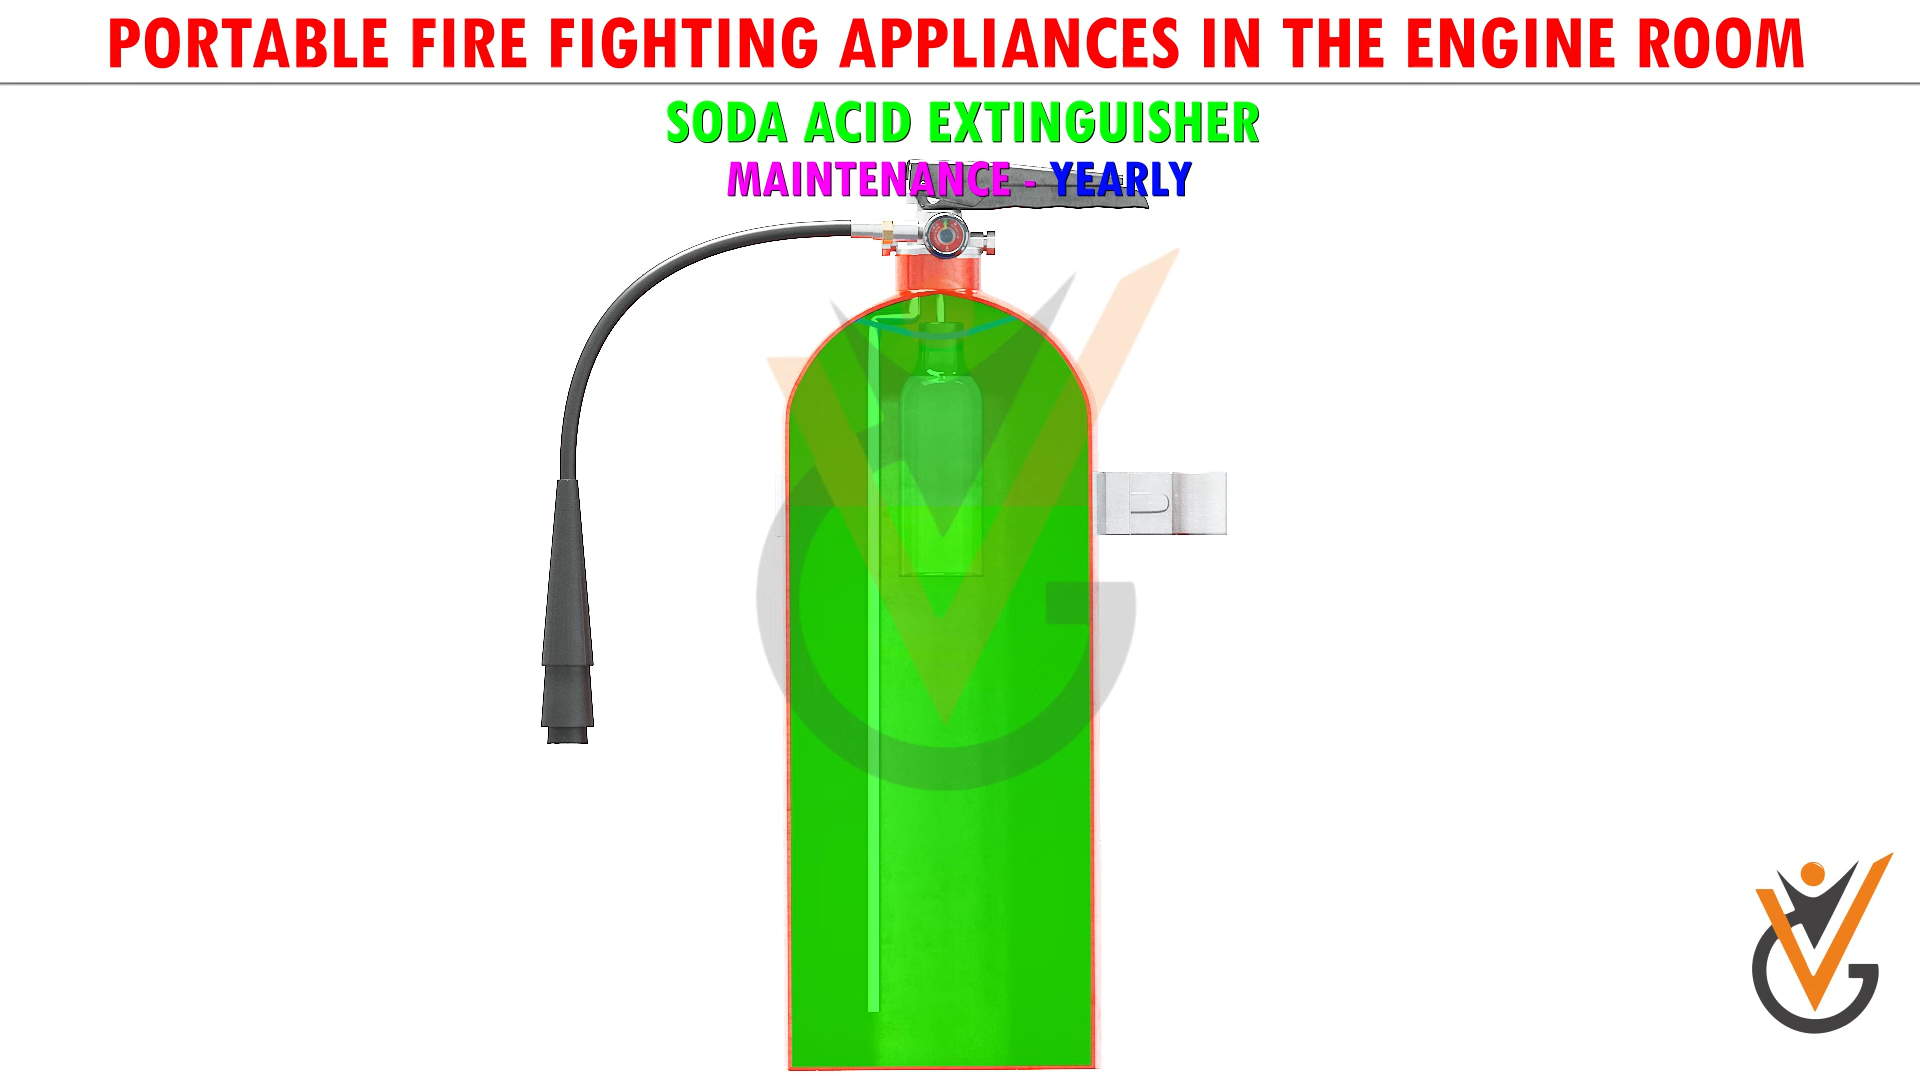 PORTABLE FIRE FIGHTING APPLIANCES IN THE ENGINE ROOM
SODA ACID EXTINGUISHER
MAINTENANCE - YEARLY